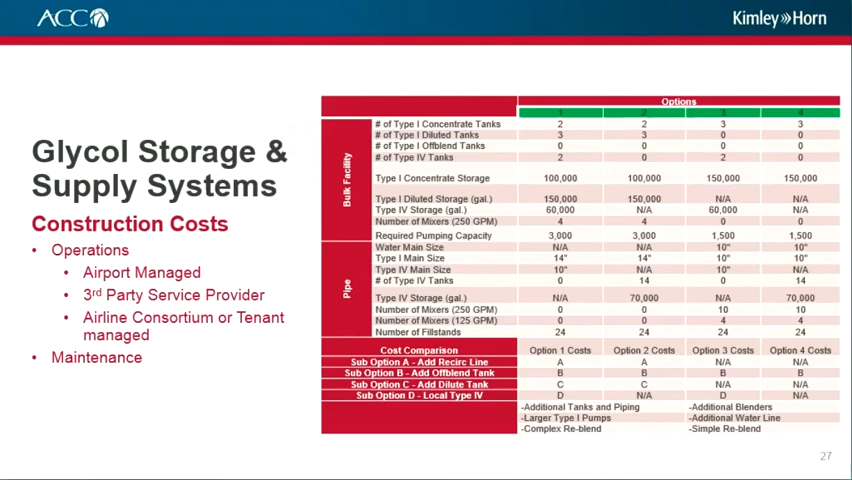 ACC
Kimley»Horn
Glycol Storage &
Supply Systems
Construction Costs
• Operations
• Airport Managed
• 3rd Party Service Provider
• Airline Consortium or Tenant
managed
• Maintenance
Options
1 2 3 4
Bulk Facility
# of Type I Concentrate Tanks 2 2 3 3
# of Type I Diluted Tanks 3 3 0 0
# of Type I Offblend Tanks 0 0 0 0
# of Type IV Tanks 2 0 2 0
Type I Concentrate Storage 100,000 100,000 150,000 150,000
Type I Diluted Storage (gal.) 150,000 150,000 N/A N/A
Type IV Storage (gal.) 60,000 N/A 60,000 N/A
Number of Mixers (250 GPM) 4 4 0 0
Required Pumping Capacity 3,000 3,000 1,500 1,500
Pipe
Water Main Size N/A N/A 10" 10"
Type I Main Size 14" 14" 10" 10"
Type IV Main Size 10" N/A 10" N/A
# of Type IV Tanks 0 14 0 14
Type IV Storage (gal.) N/A 70,000 N/A 70,000
Number of Mixers (250 GPM) 0 0 10 10
Number of Mixers (125 GPM) 0 0 4 4
Number of Fillstands 24 24 24 24
Cost Comparison Option 1 Costs Option 2 Costs Option 3 Costs Option 4 Costs
Sub Option A - Add Recirc Line A A N/A N/A
Sub Option B - Add Offblend Tank B B B B
Sub Option C - Add Dilute Tank C C N/A N/A
Sub Option D - Local Type IV D N/A D N/A
-Additional Tanks and Piping -Additional Blenders
-Larger Type I Pumps -Additional Water Line
-Complex Re-blend -Simple Re-blend
27